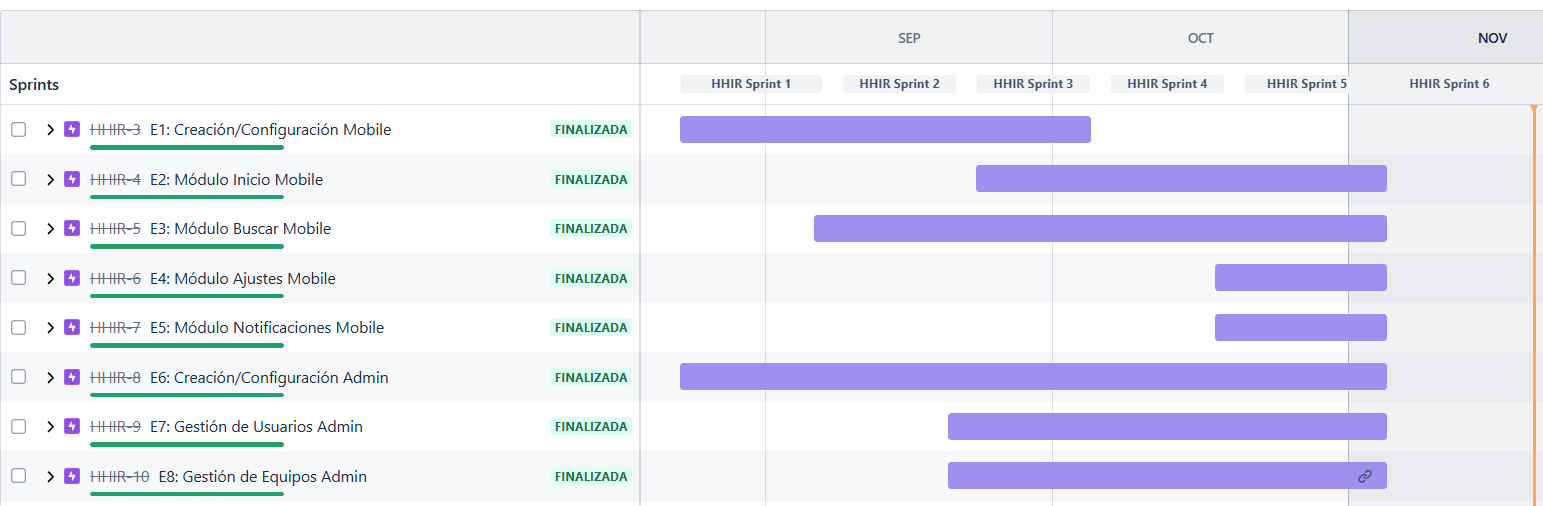 SEP OCT NOV
Sprints HHIR Sprint 1 HHIR Sprint 2 HHIR Sprint 3 HHIR Sprint 4 HHIR Sprint 5 HHIR Sprint 6
HHIR-3 E1: Creación/Configuración Mobile FINALIZADA
HHIR-4 E2: Módulo Inicio Mobile FINALIZADA
HHIR-5 E3: Módulo Buscar Mobile FINALIZADA
HHIR-6 E4: Módulo Ajustes Mobile FINALIZADA
HHIR-7 E5: Módulo Notificaciones Mobile FINALIZADA
HHIR-8 E6: Creación/Configuración Admin FINALIZADA
HHIR-9 E7: Gestión de Usuarios Admin FINALIZADA
HHIR-10 E8: Gestión de Equipos Admin FINALIZADA